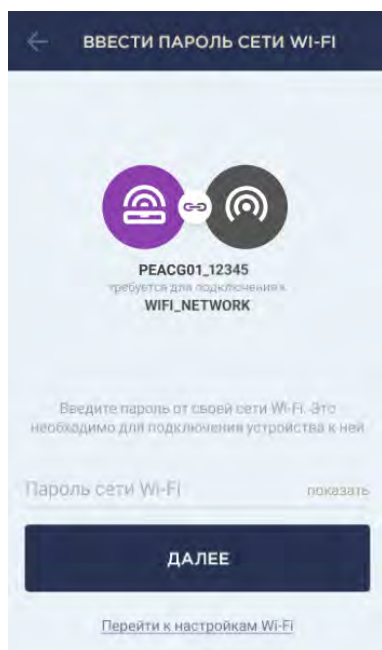 ВВЕСТИ ПАРОЛЬ СЕТИ WI-FI
PEACG01_12345
требуется для подключения к
WIFI_NETWORK
Введите пароль от своей сети Wi-Fi. Это
необходимо для подключения устройства к ней
Пароль сети Wi-Fi показать
ДАЛЕЕ
Перейти к настройкам Wi-Fi